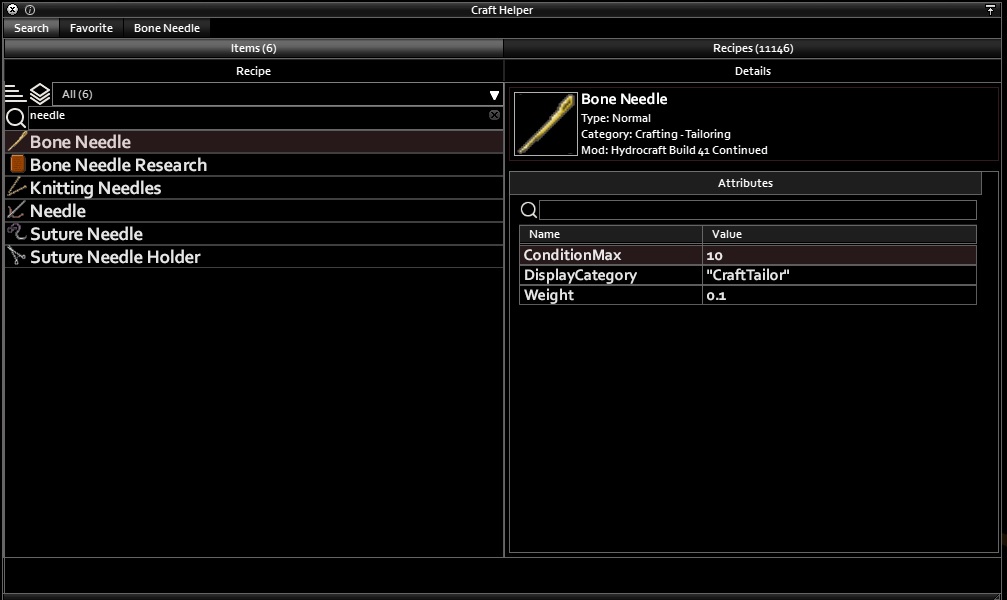 Craft Helper
Search Favorite Bone Needle
Items (6) Recipes (11146)
Recipe Details
All (6)
needle
Bone Needle
Bone Needle Research
Knitting Needles
Needle
Suture Needle
Suture Needle Holder
Bone Needle
Type: Normal
Category: Crafting - Tailoring
Mod: Hydrocraft Build 41 Continued
Attributes
Name Value
ConditionMax 10
DisplayCategory "CraftTailor"
Weight 0.1